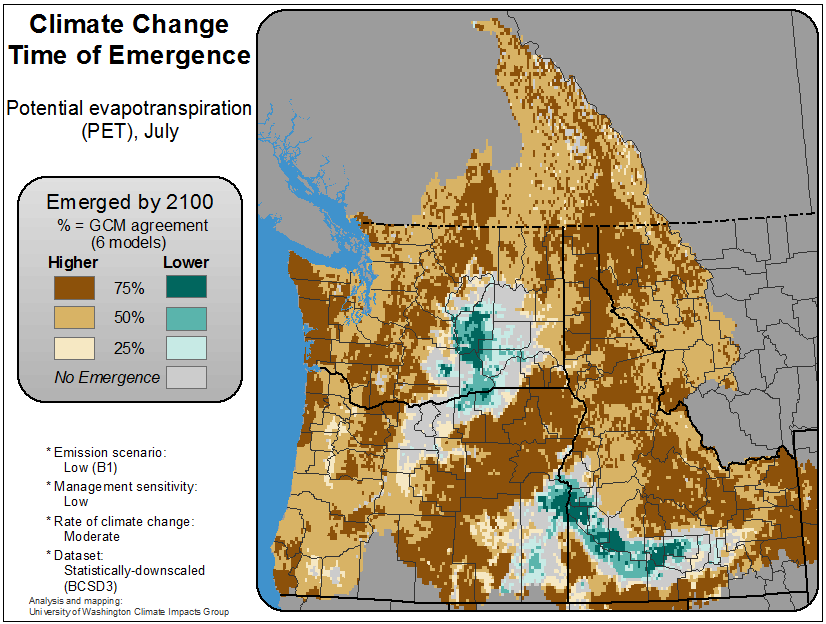 Climate Change
Time of Emergence
Potential evapotranspiration
(PET), July
Emerged by 2100
% = GCM agreement
(6 models)
Higher Lower
75%
50%
25%
No Emergence
* Emission scenario:
Low (B1)
* Management sensitivity:
Low
* Rate of climate change:
Moderate
* Dataset:
Statistically-downscaled
(BCSD3)
Analysis and mapping:
University of Washington Climate Impacts Group